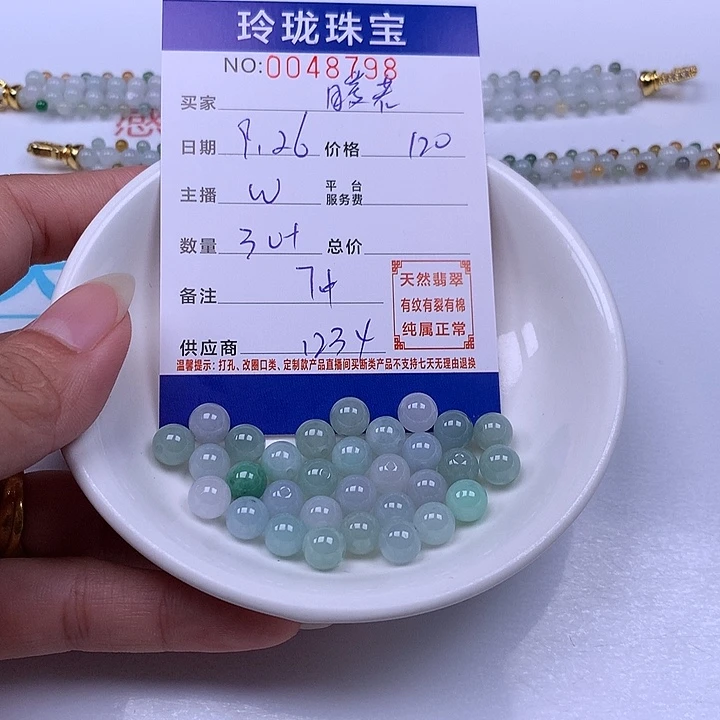 玲珑珠宝
NO:0048798
买家
日期 9.26 价格 120
主播 W 平台服务费
数量 3 总价
备注 7
供应商 1234
天然翡翠
有纹有裂有棉
纯属正常
温馨提示：打孔、改圈口类、定制款产品直播间买断类产品不支持七天无理由退换